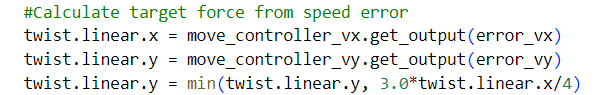 #Calculate target force from speed error
twist.linear.x = move_controller_vx.get_output(error_vx)
twist.linear.y = move_controller_vy.get_output(error_vy)
twist.linear.y = min(twist.linear.y, 3.0*twist.linear.x/4)